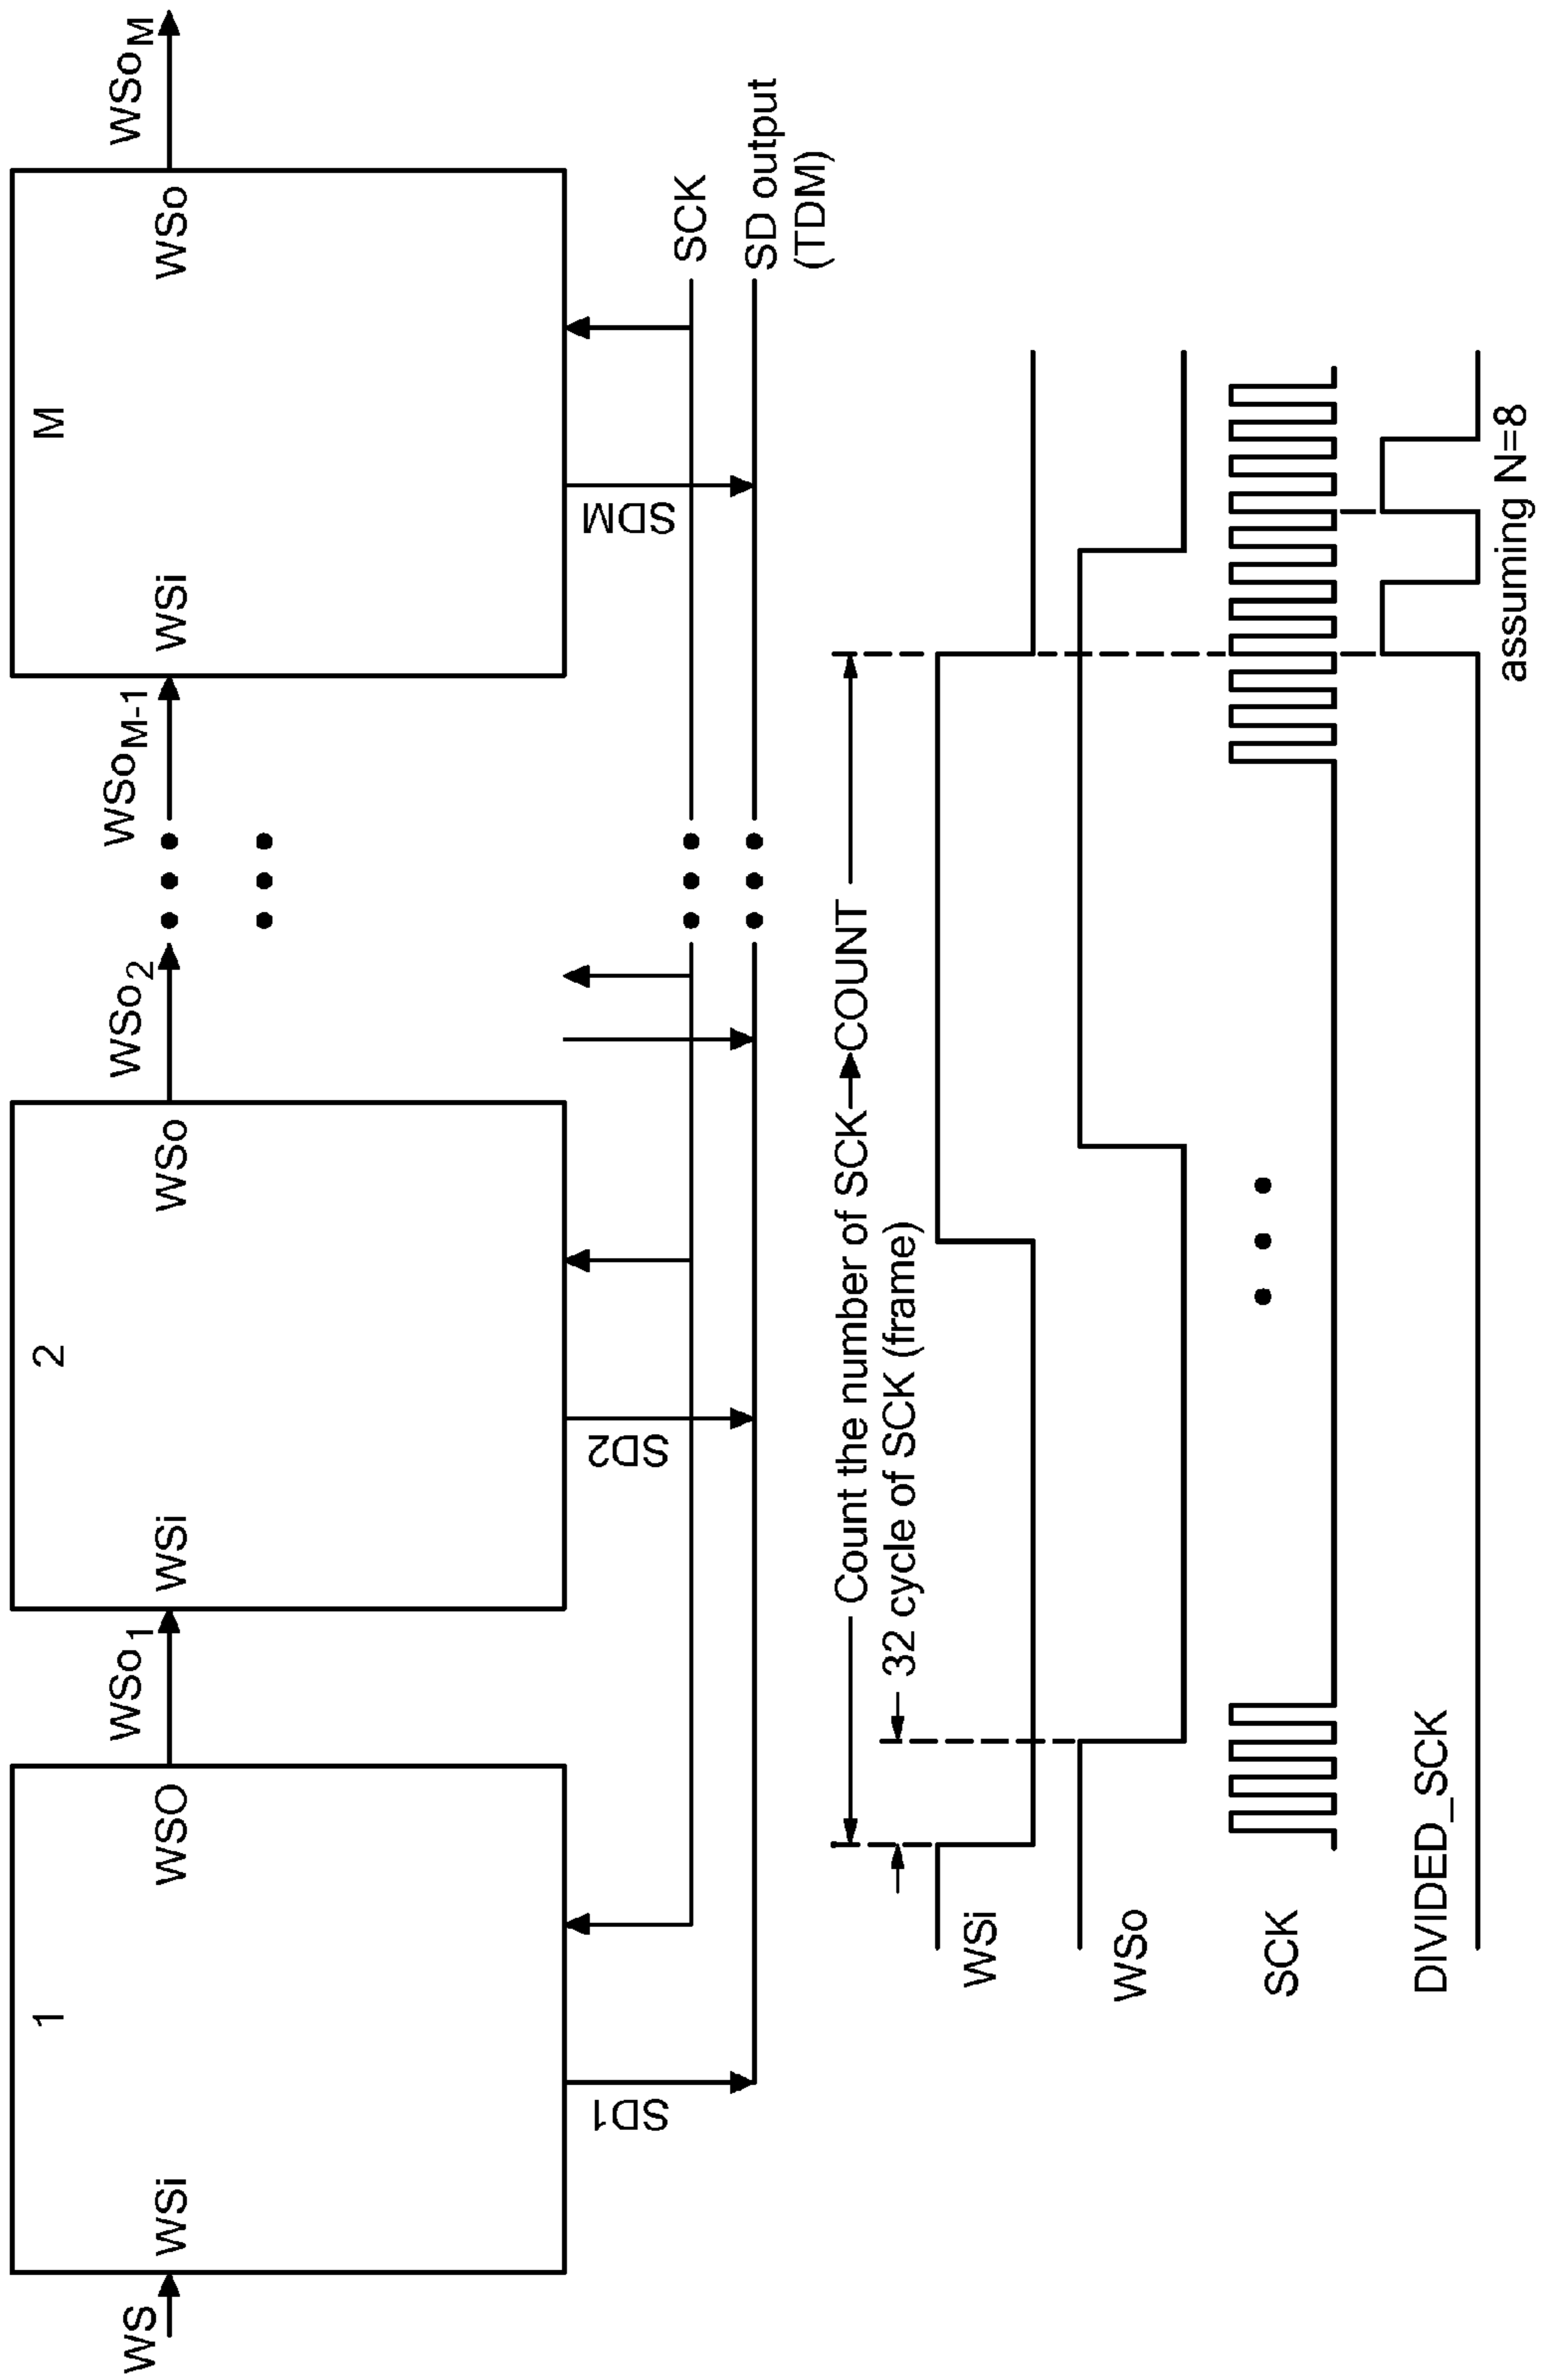 WS
WSi
1
WSO
WSo1
WSi
2
WSo
WSo2
WSoM-1
WSi
M
WSo
WSoM
SD1
SD2
SDM
SCK
SD output
(TDM)
Count the number of SCK
COUNT
32 cycle of SCK (frame)
WSi
WSo
SCK
DIVIDED_SCK
assuming N=8